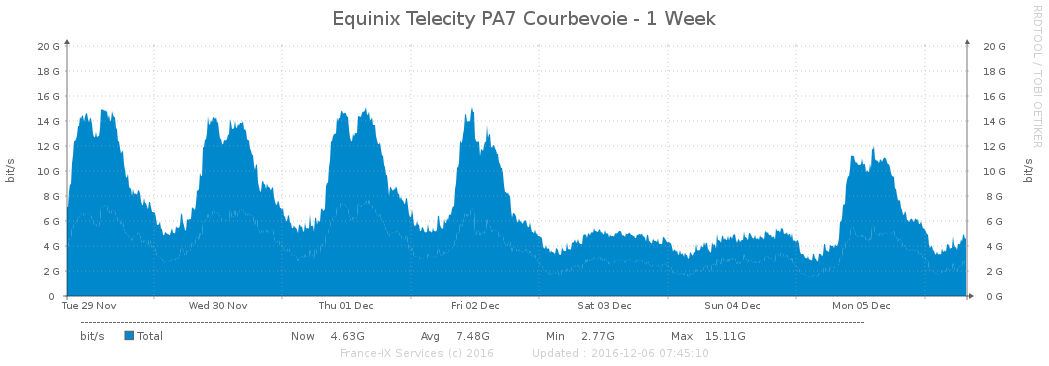 Equinix Telecity PA7 Courbevoie - 1 Week
RRDTOOL / TOBI OETIKER
bit/s
20 G 20 G
18 G 18 G
16 G 16 G
14 G 14 G
12 G 12 G
10 G 10 G
8 G 8 G
6 G 6 G
4 G 4 G
2 G 2 G
0 0 G
bit/s
Tue 29 Nov Wed 30 Nov Thu 01 Dec Fri 02 Dec Sat 03 Dec Sun 04 Dec Mon 05 Dec
bit/s Total Now 4.63G Avg 7.48G Min 2.77G Max 15.11G
France-IX Services (c) 2016 Updated : 2016-12-06 07:45:10